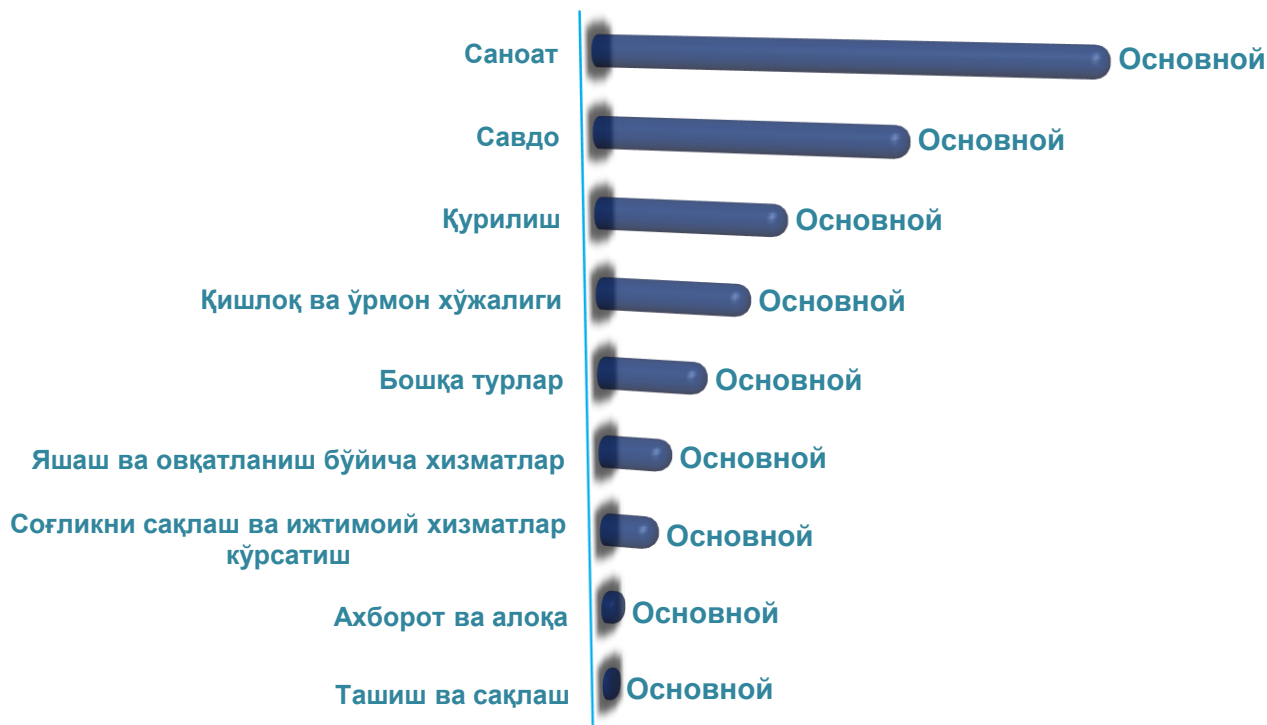 Саноат
Основной
Савдо
Основной
Қурилиш
Основной
Қишлоқ ва ўрмон хўжалиги
Основной
Бошқа турлар
Основной
Яшаш ва овқатланиш бўйича хизматлар
Основной
Соғликни сақлаш ва ижтимоий хизматлар
кўрсатиш
Основной
Ахборот ва алоқа
Основной
Ташиш ва сақлаш
Основной